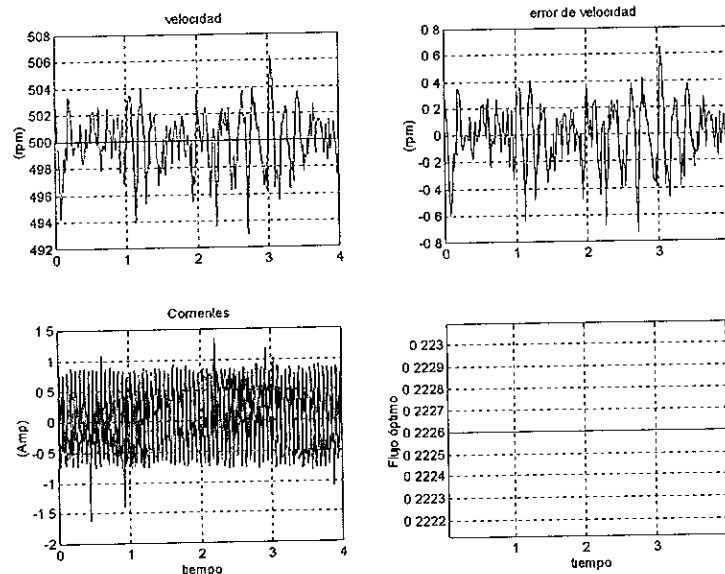 velocidad
508
506
504
502
500
498
496
494
492
(rpm)
0 1 2 3 4
error de velocidad
0 8
0 6
0 4
0 2
0
-0 2
-0 4
-0 6
-0 8
(rpm)
0 1 2 3
Corrientes
1 5
1
0 5
0
-0 5
-1
-1.5
-2
(Amp)
0 1 2 3 4
tiempo
0 223
0 2229
0 2228
0 2227
0 2226
0 2225
0 2223
0 2223
0 2222
Flujo óptimo
1 2 3
tiempo